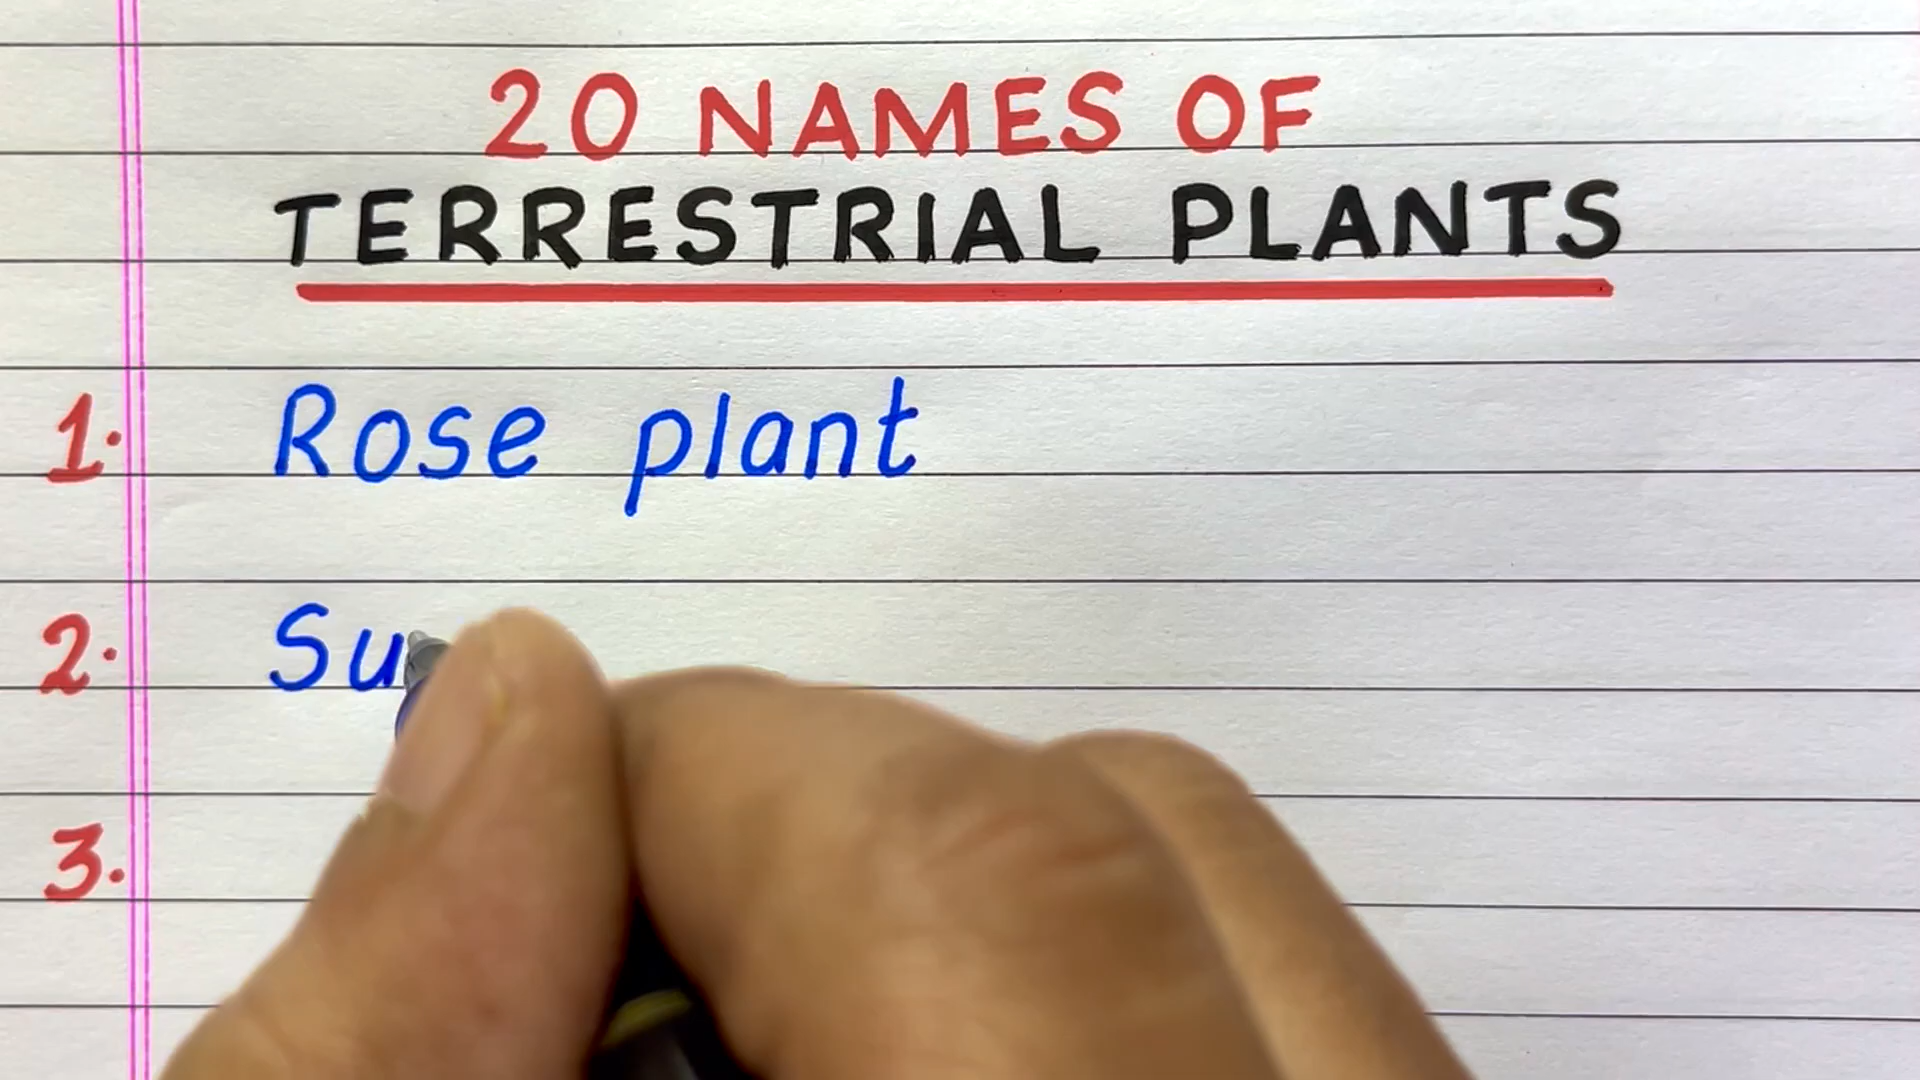 20 NAMES OF
TERRESTRIAL PLANTS
1. Rose plant
2. Su
3.